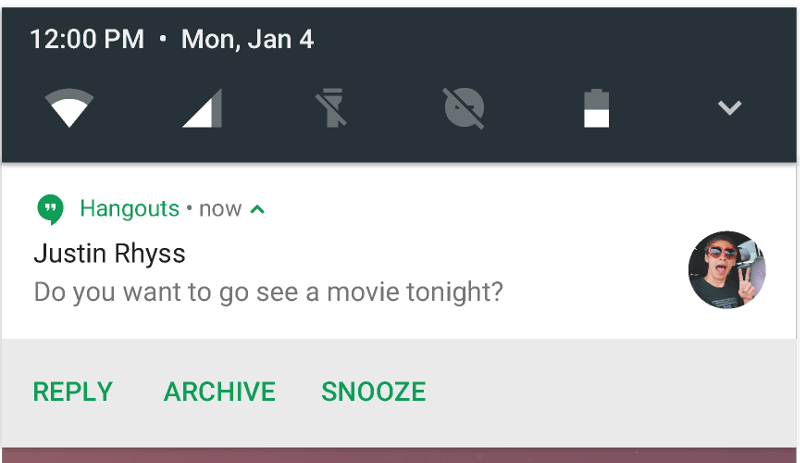 12:00 PM • Mon, Jan 4
Hangouts • now
Justin Rhyss
Do you want to go see a movie tonight?
REPLY ARCHIVE SNOOZE